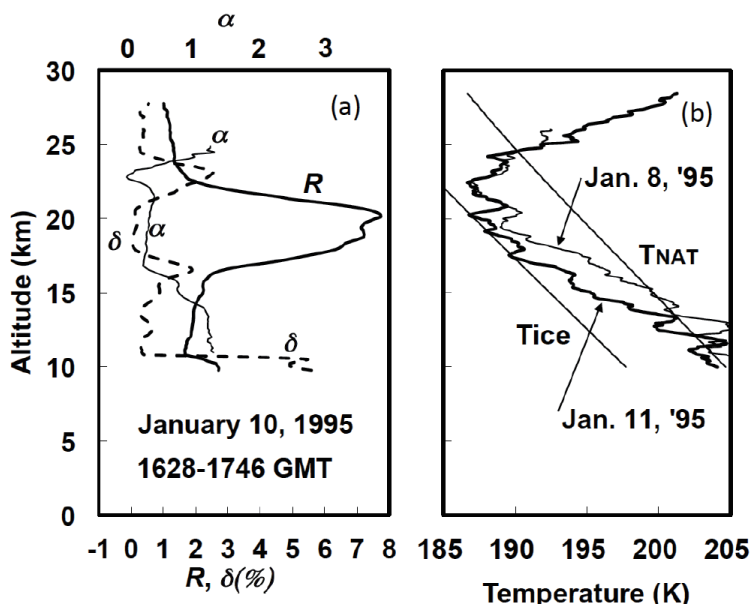 α
0 1 2 3
30
25
20
15
10
5
0
Altitude (km)
(a)
α
R
δ
α
δ
January 10, 1995
1628-1746 GMT
-1 0 1 2 3 4 5 6 7 8
R, δ(%)
(b)
Jan. 8, '95
TNAT
Tice
Jan. 11, '95
185 190 195 200 205
Temperature (K)